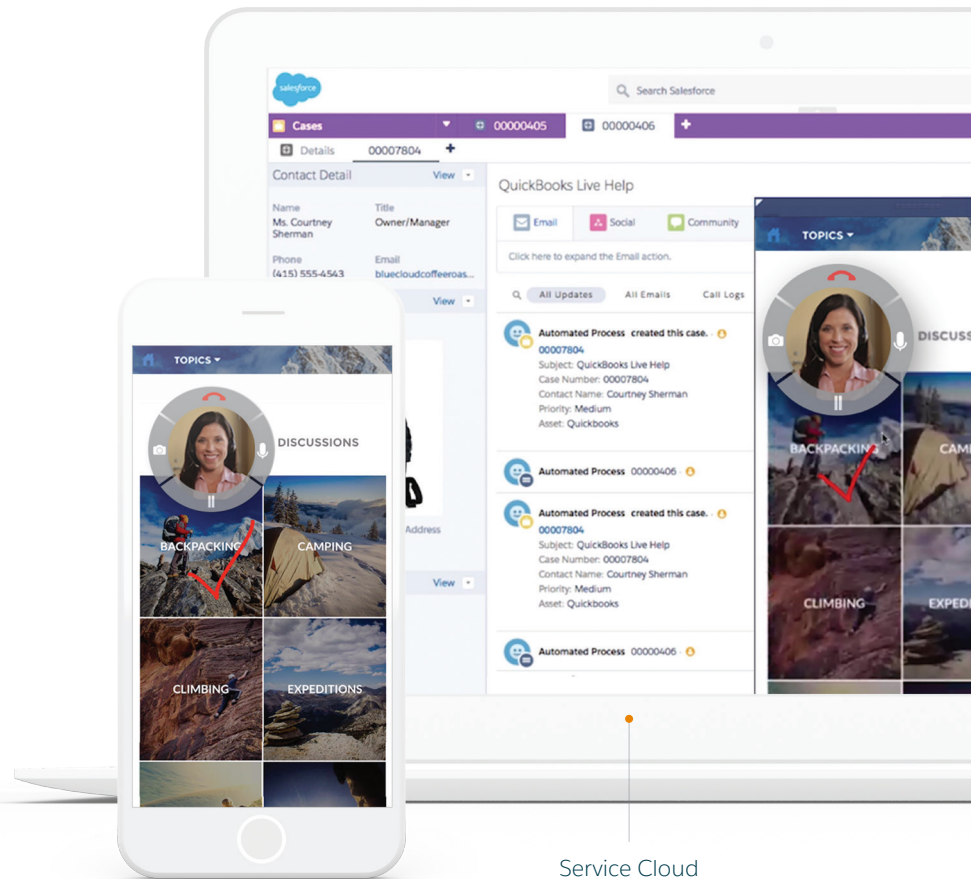 salesforce
Search Salesforce
Cases
00000405
00000406
Details
00007804
Contact Detail
View
Name
Title
Ms. Courtney
Sherman
Owner/Manager
Phone
Email
(415) 555-4543
bluecloudcoffeeroas...
View
Address
View
QuickBooks Live Help
Email
Social
Community
Click here to expand the Email action.
All Updates
All Emails
Call Logs
Automated Process created this case.
00007804
Subject: QuickBooks Live Help
Case Number: 00007804
Contact Name: Courtney Sherman
Priority: Medium
Asset: Quickbooks
Automated Process 00000406
Automated Process created this case.
00007804
Subject: QuickBooks Live Help
Case Number: 00007804
Contact Name: Courtney Sherman
Priority: Medium
Asset: Quickbooks
Automated Process 00000406
TOPICS
DISCUSS
BACKPACKING
CAMP
CLIMBING
EXPEDI
TOPICS
DISCUSSIONS
BACKPACKING
CAMPING
CLIMBING
EXPEDITIONS
Service Cloud